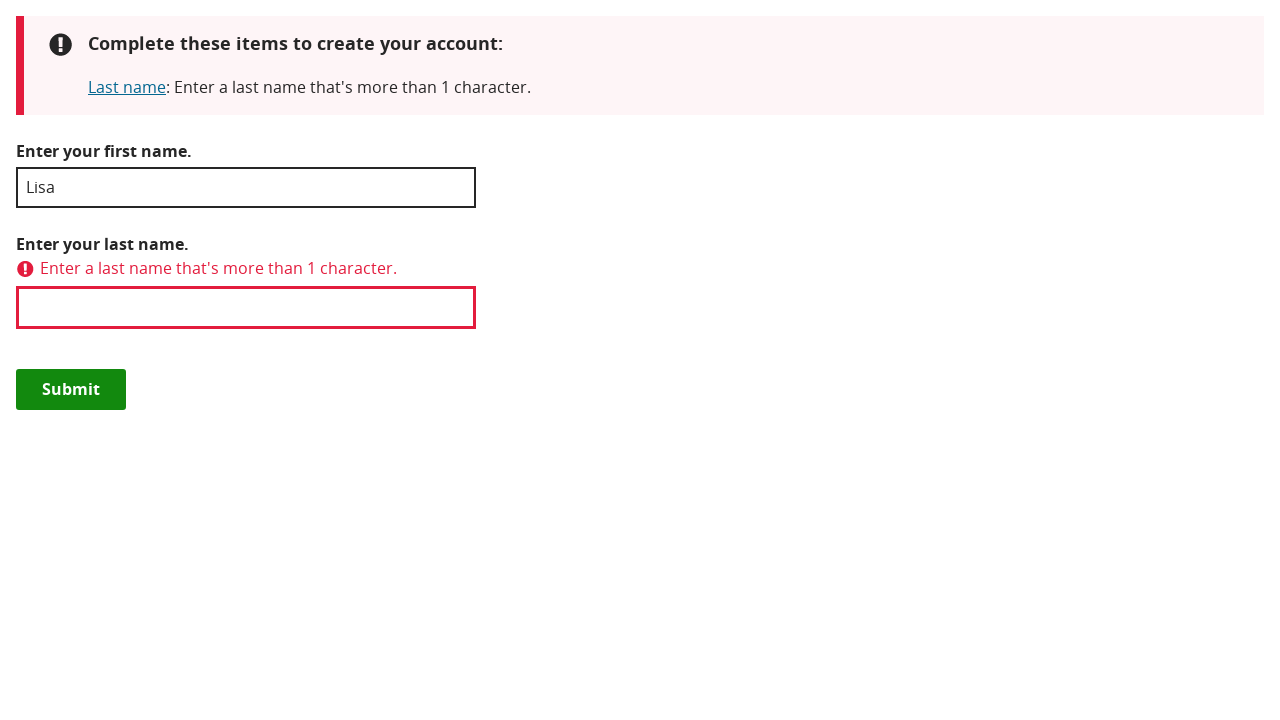 Complete these items to create your account:
Last name: Enter a last name that's more than 1 character.
Enter your first name.
Lisa
Enter your last name.
Enter a last name that's more than 1 character.
Submit